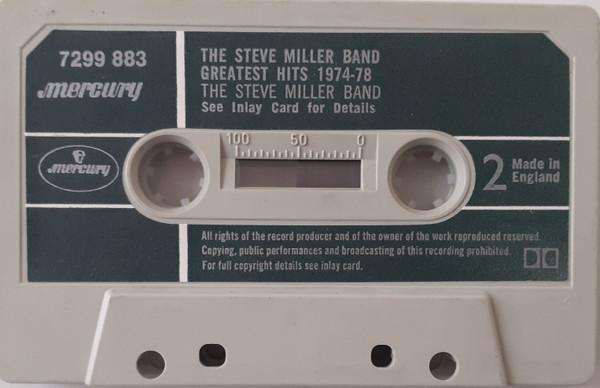 7299 883
mercury
THE STEVE MILLER BAND
GREATEST HITS 1974-78
THE STEVE MILLER BAND
See Inlay Card for Details
100 50 0
mercury
2
Made in
England
All rights of the record producer and of the owner of the work reproduced reserved.
Copying, public performances and broadcasting of this recording prohibited.
For full copyright details see inlay card.